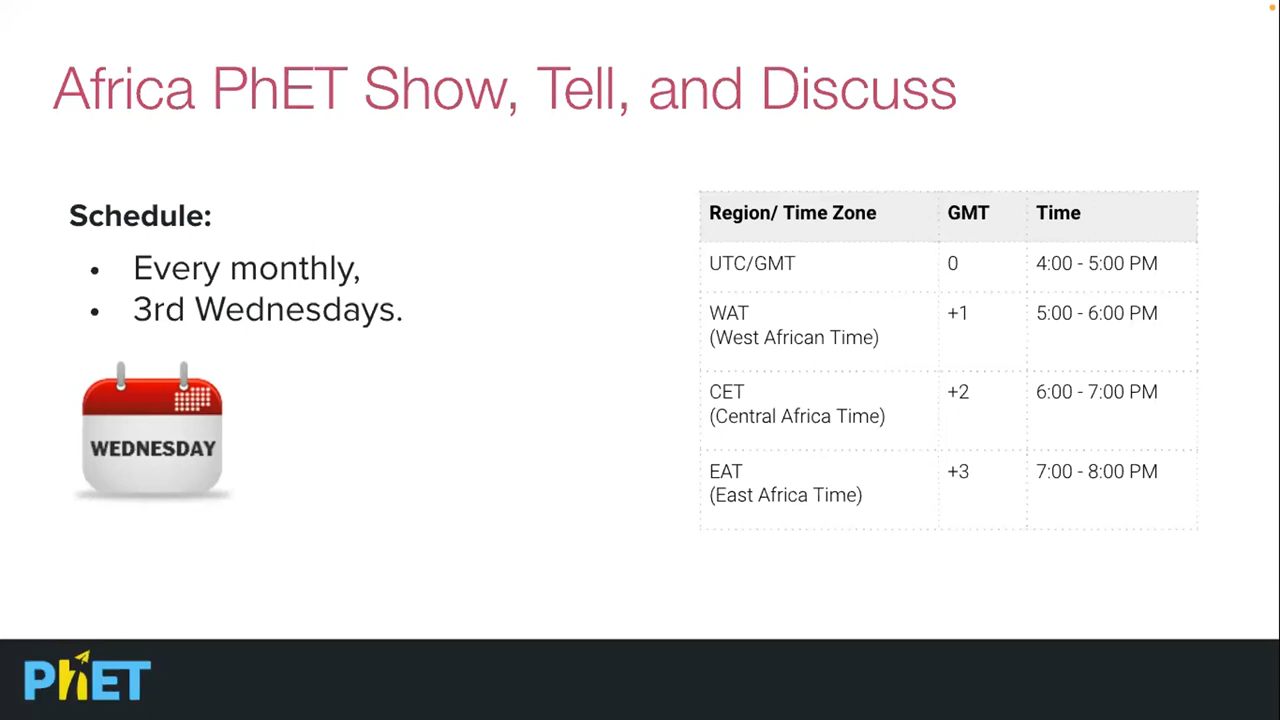 Africa PhET Show, Tell, and Discuss
Schedule:
• Every monthly,
• 3rd Wednesdays.
WEDNESDAY
Region/ Time Zone GMT Time
UTC/GMT 0 4:00 - 5:00 PM
WAT +1 5:00 - 6:00 PM
(West African Time)
CET +2 6:00 - 7:00 PM
(Central Africa Time)
EAT +3 7:00 - 8:00 PM
(East Africa Time)
PhET